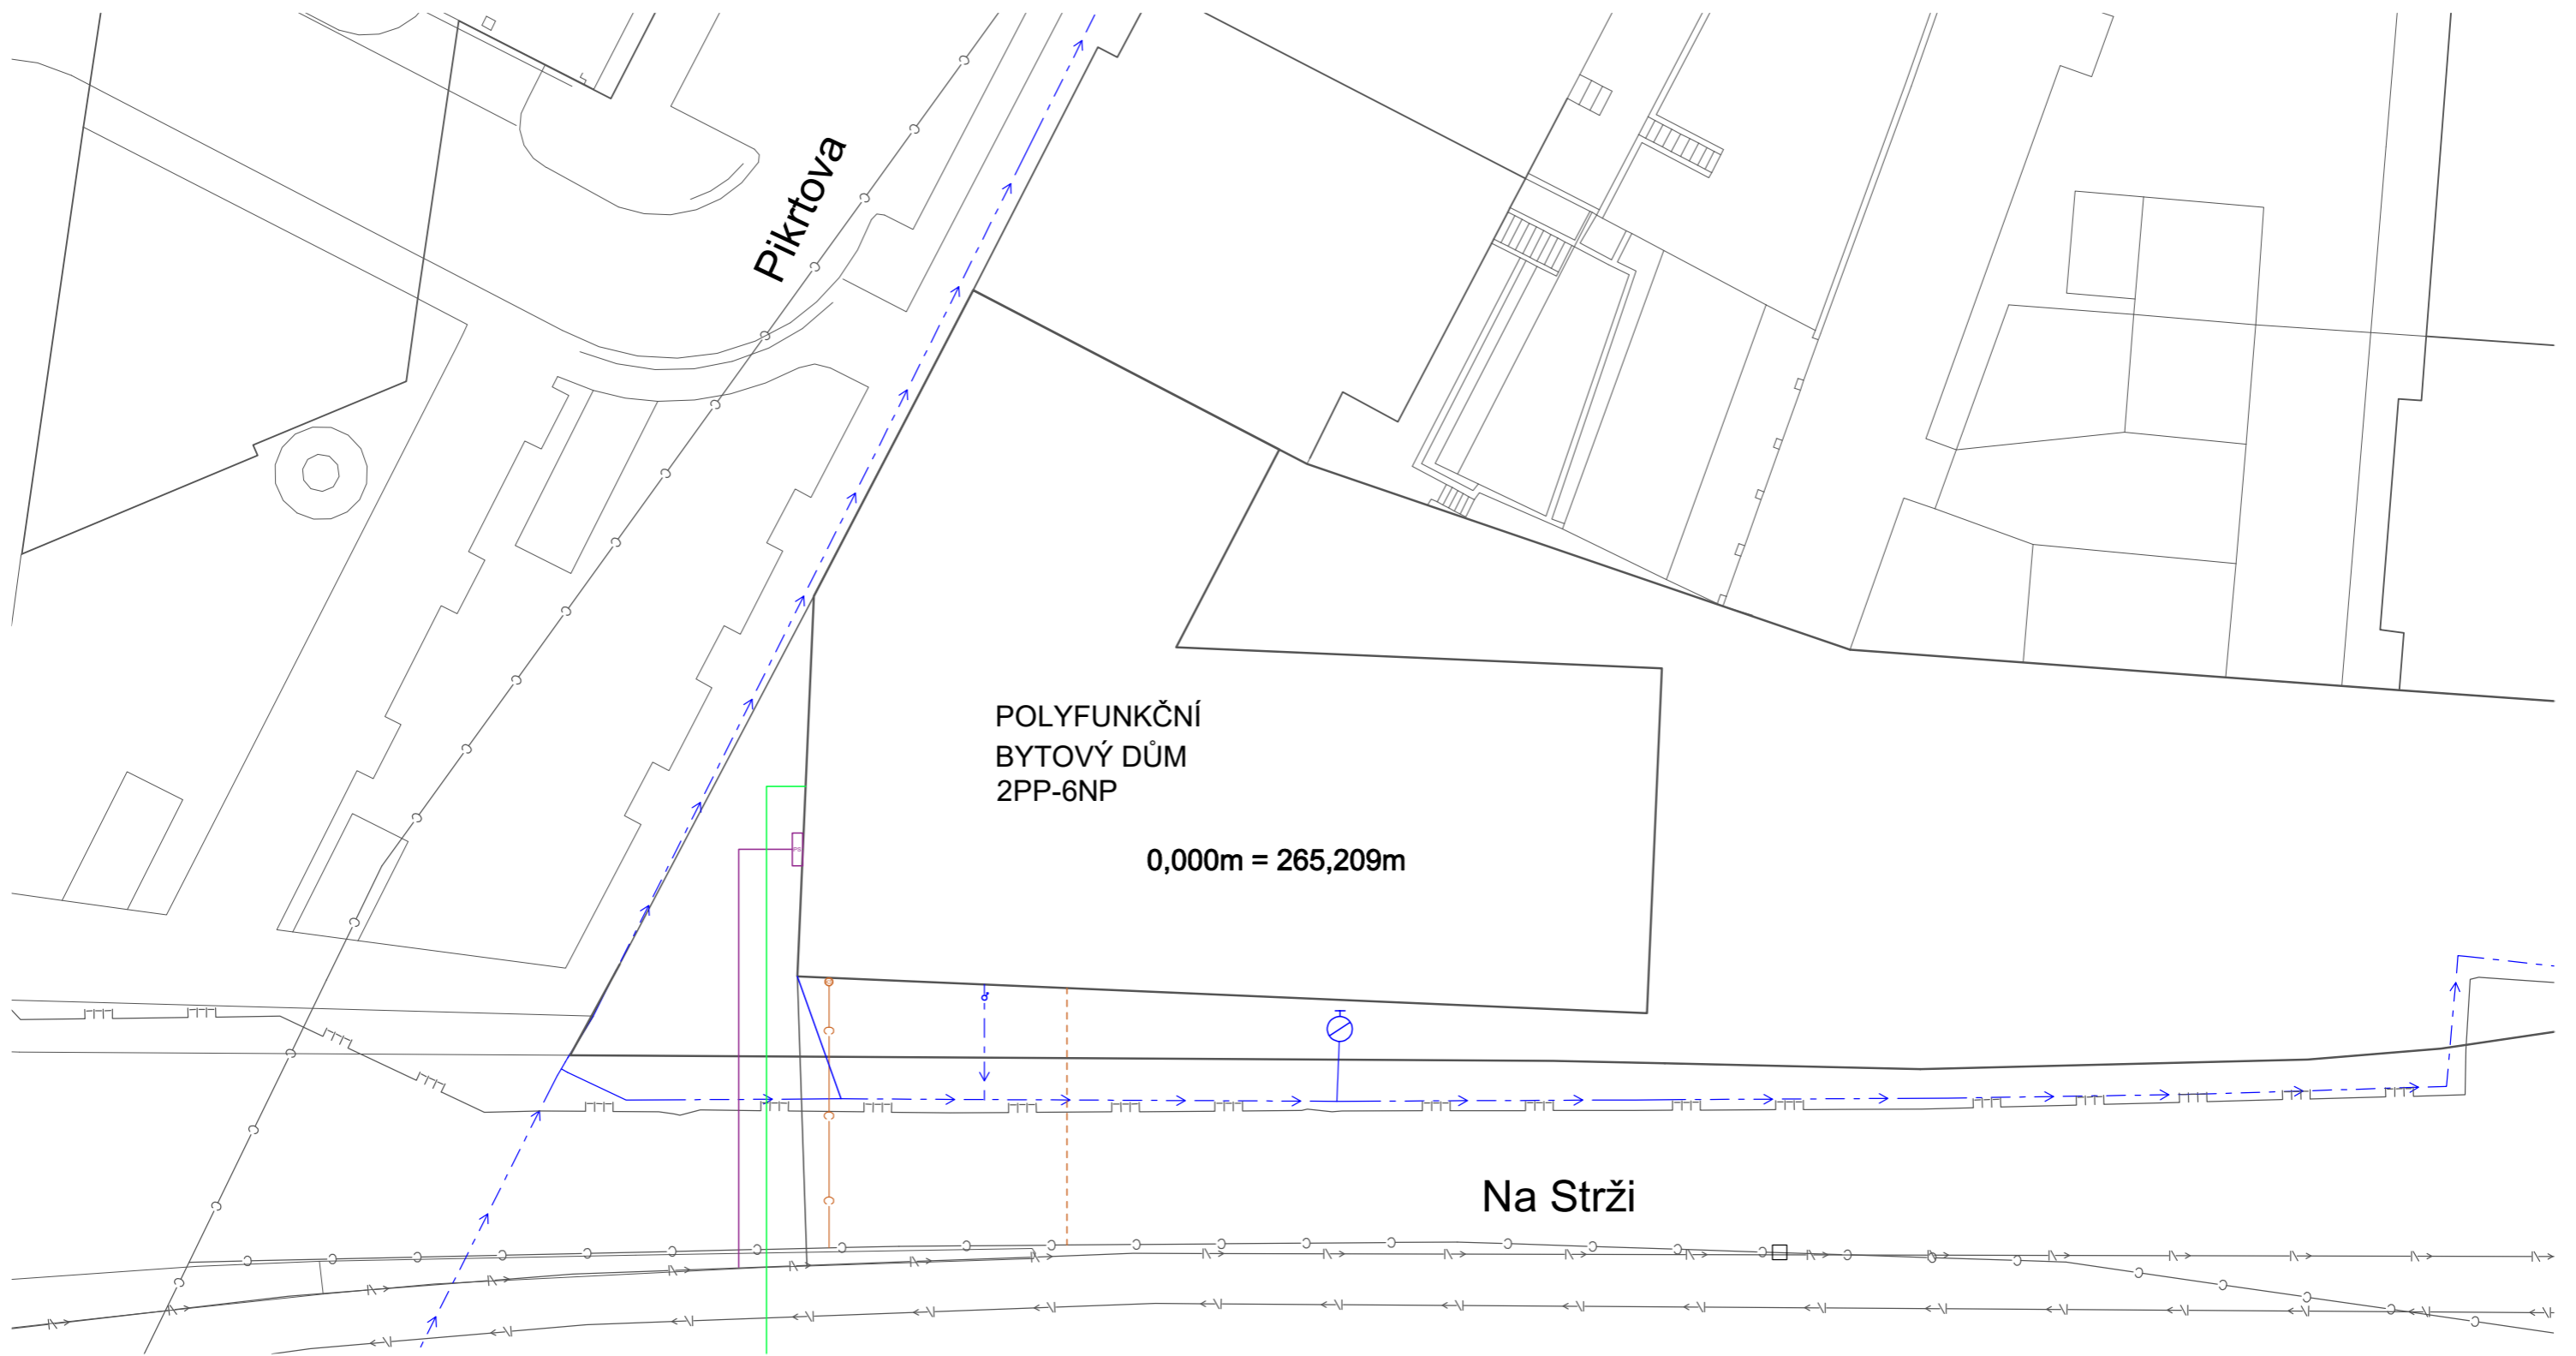 Pikrtova
POLYFUNKČNÍ
BYTOVÝ DŮM
2PP-6NP
0,000m = 265,209m
Na Strži